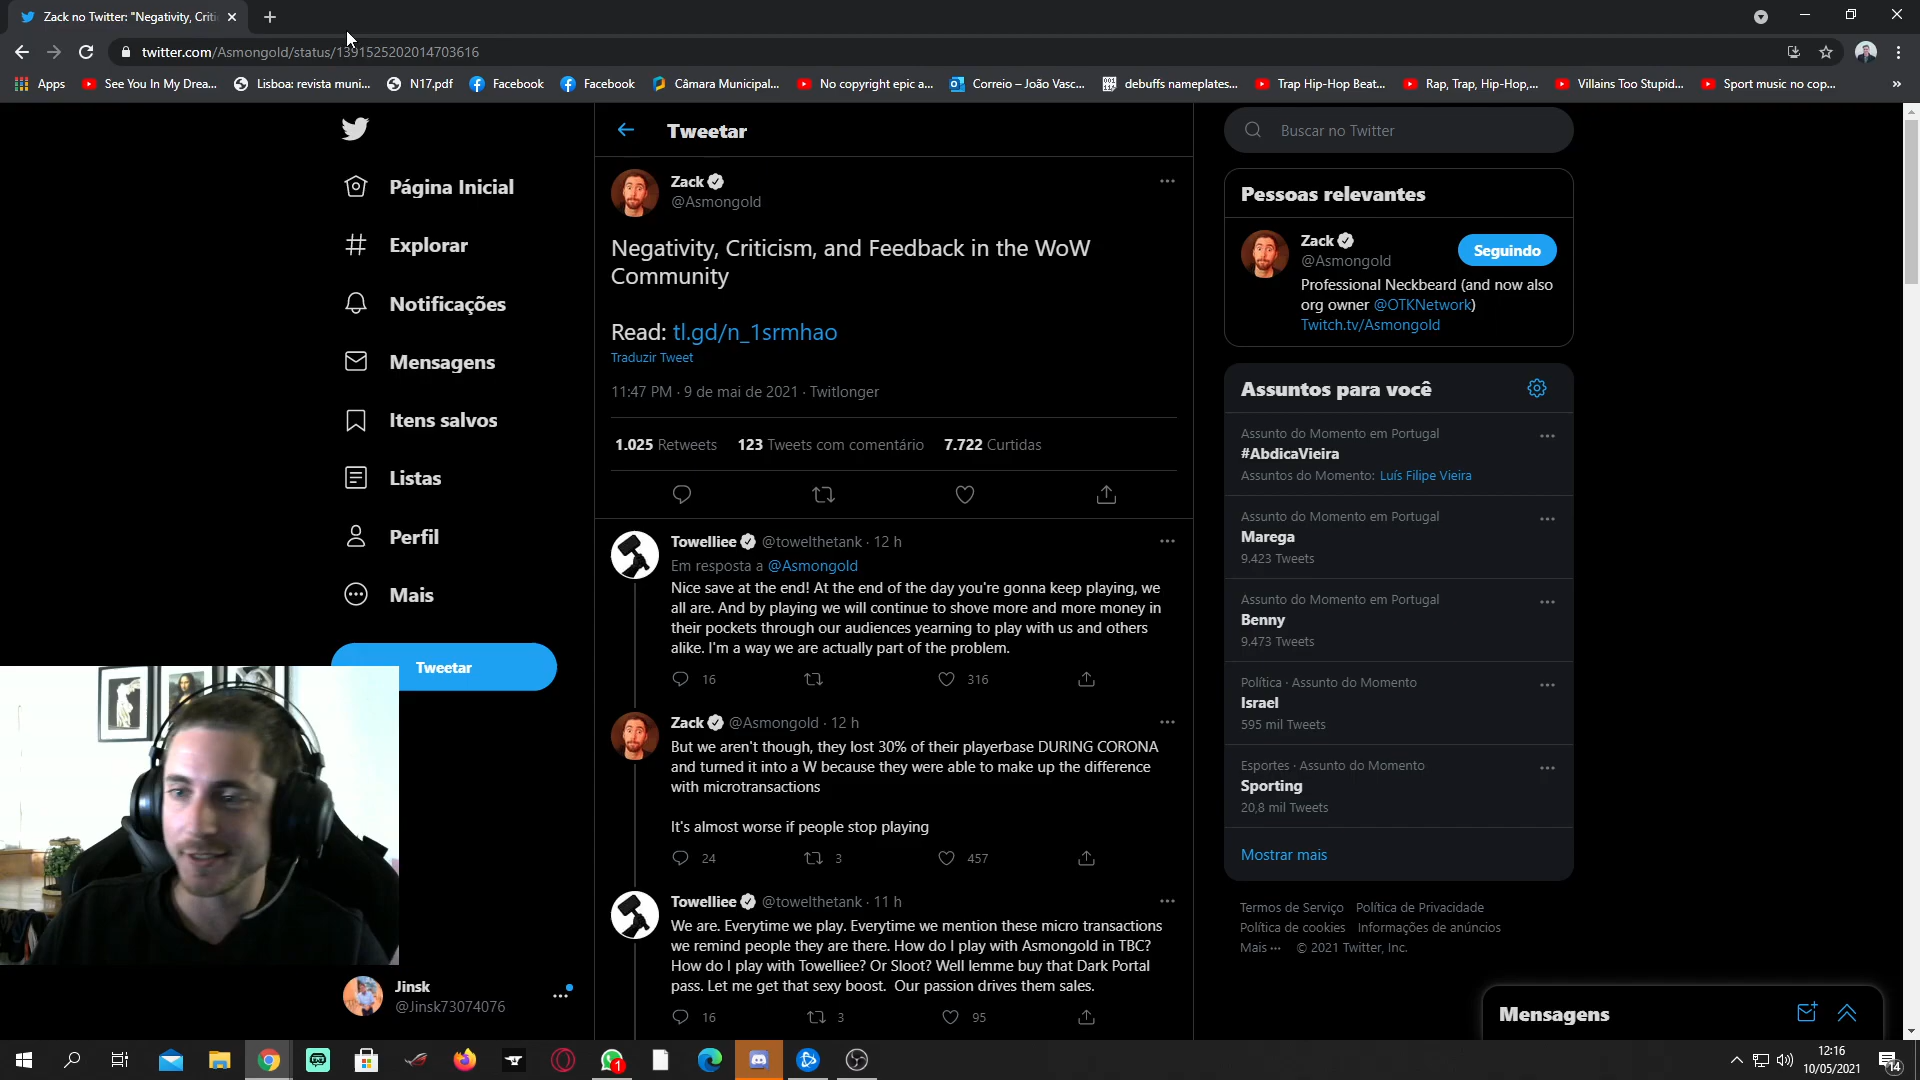 Zack no Twitter: "Negativity, Criti
twitter.com/Asmongold/status/1391525202014703616
Apps
See You In My Drea...
Lisboa: revista muni...
N17.pdf
Facebook
Facebook
Câmara Municipal...
No copyright epic a...
Correio – João Vasc...
debuffs nameplates...
Trap Hip-Hop Beat...
Rap, Trap, Hip-Hop,...
Villains Too Stupid...
Sport music no cop...
»
Página Inicial
Explorar
Notificações
Mensagens
Itens salvos
Listas
Perfil
Mais
Tweetar
Jinsk
@Jinsk73074076
Tweetar
Zack
@Asmongold
Negativity, Criticism, and Feedback in the WoW
Community
Read: tl.gd/n_1srmhao
Traduzir Tweet
11:47 PM · 9 de mai de 2021 · Twitlonger
1.025 Retweets 123 Tweets com comentário 7.722 Curtidas
Towelliee @towelthetank · 12 h
Em resposta a @Asmongold
Nice save at the end! At the end of the day you're gonna keep playing, we
all are. And by playing we will continue to shove more and more money in
their pockets through our audiences yearning to play with us and others
alike. I'm a way we are actually part of the problem.
16 316
Zack @Asmongold · 12 h
But we aren't though, they lost 30% of their playerbase DURING CORONA
and turned it into a W because they were able to make up the difference
with microtransactions
It's almost worse if people stop playing
24 3 457
Towelliee @towelthetank · 11 h
We are. Everytime we play. Everytime we mention these micro transactions
we remind people they are there. How do I play with Asmongold in TBC?
How do I play with Towelliee? Or Sloot? Well lemme buy that Dark Portal
pass. Let me get that sexy boost. Our passion drives them sales.
16 3 95
Buscar no Twitter
Pessoas relevantes
Zack
@Asmongold
Seguindo
Professional Neckbeard (and now also
org owner @OTKNetwork)
Twitch.tv/Asmongold
Assuntos para você
Assunto do Momento em Portugal
#AbdicaVieira
Assuntos do Momento: Luís Filipe Vieira
Assunto do Momento em Portugal
Marega
9.423 Tweets
Assunto do Momento em Portugal
Benny
9.473 Tweets
Política · Assunto do Momento
Israel
595 mil Tweets
Esportes · Assunto do Momento
Sporting
20,8 mil Tweets
Mostrar mais
Termos de Serviço Política de Privacidade
Política de cookies Informações de anúncios
Mais ··· © 2021 Twitter, Inc.
Mensagens
1
12:16
10/05/2021
14